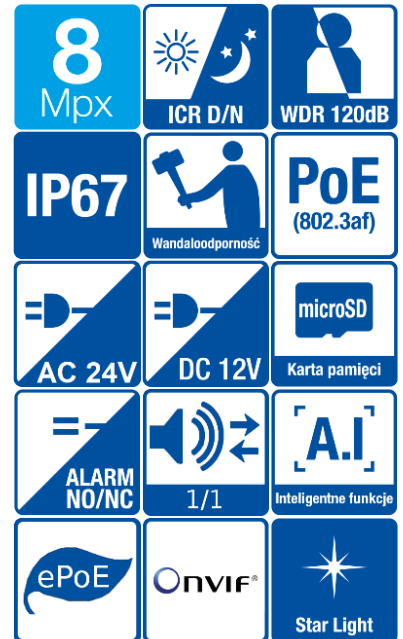 8
Mpx
ICR D/N
WDR 120dB
IP67
Wandaloodporność
PoE
(802.3af)
AC 24V
DC 12V
microSD
Karta pamięci
ALARM
NO/NC
1/1
A.I
Inteligentne funkcje
ePoE
ONVIF®
Star Light